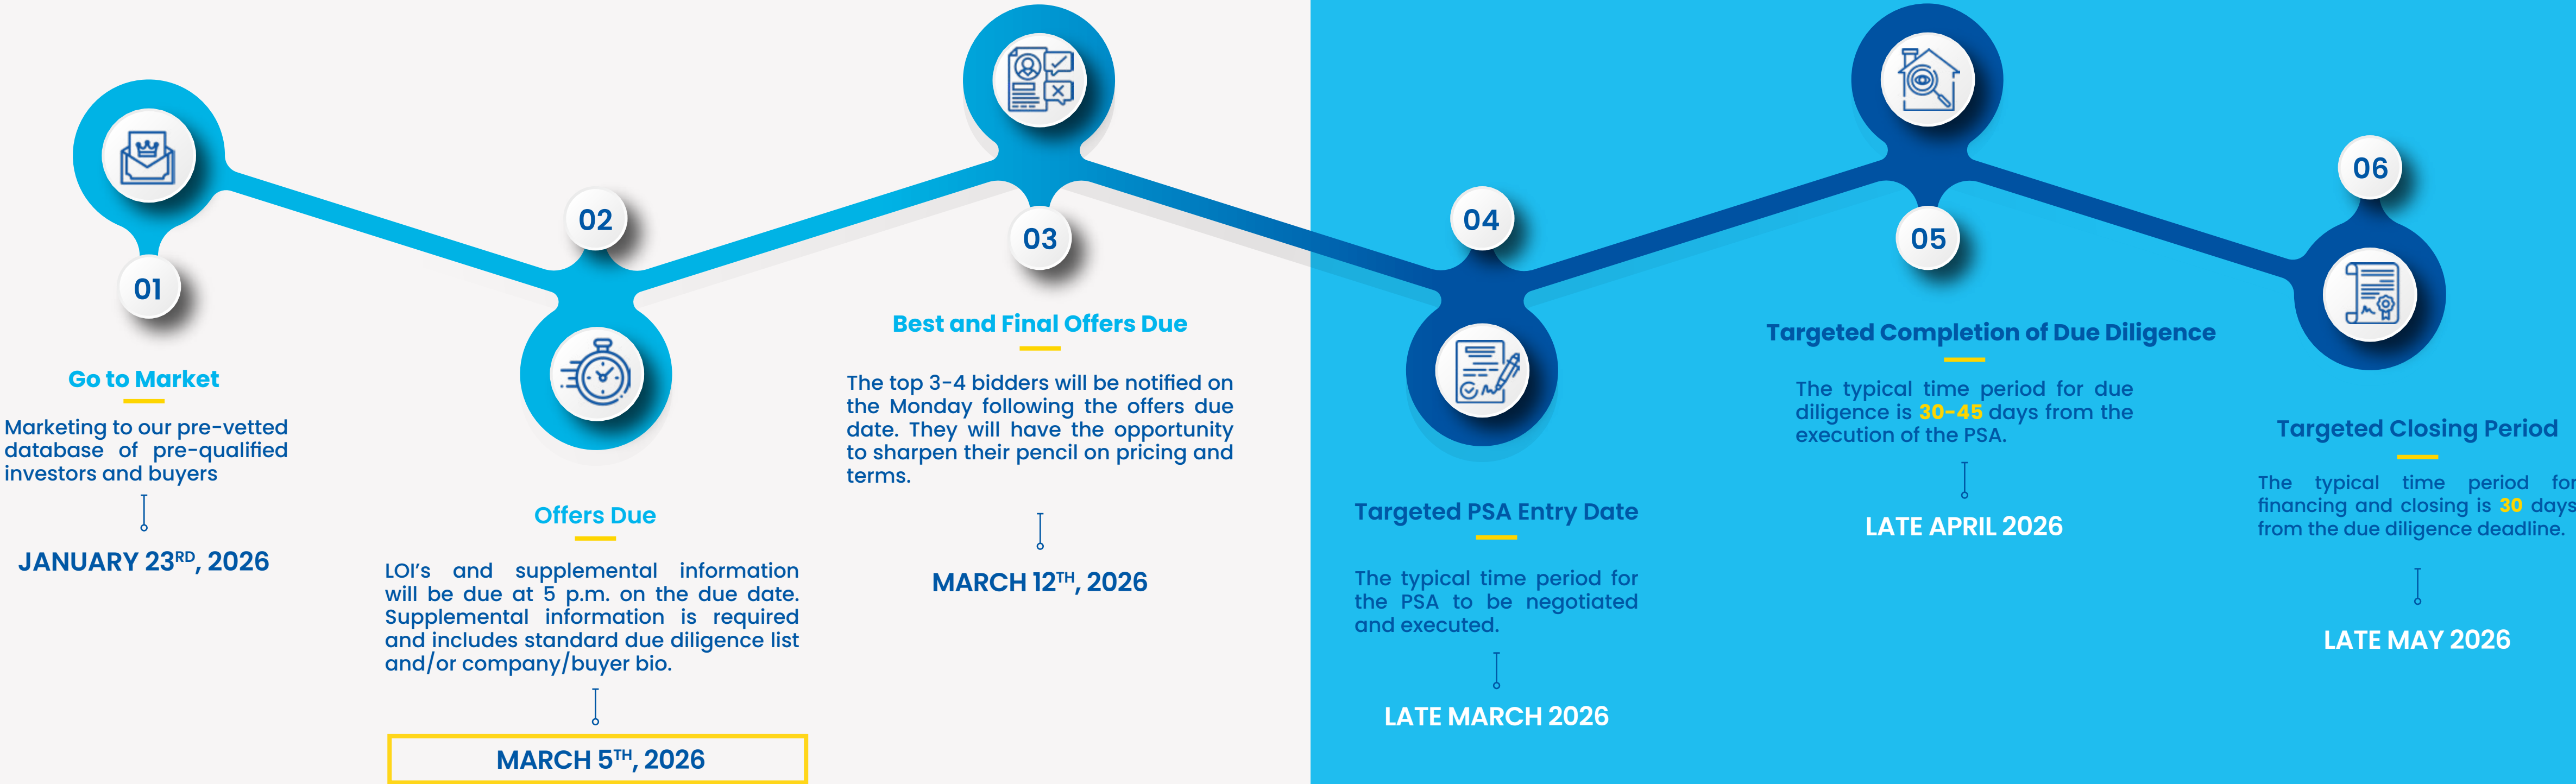 01
Go to Market
Marketing to our pre-vetted
database of pre-qualified
investors and buyers
JANUARY 23RD, 2026
02
Offers Due
LOI's and supplemental information
will be due at 5 p.m. on the due date.
Supplemental information is required
and includes standard due diligence list
and/or company/buyer bio.
MARCH 5TH, 2026
03
Best and Final Offers Due
The top 3-4 bidders will be notified on
the Monday following the offers due
date. They will have the opportunity
to sharpen their pencil on pricing and
terms.
MARCH 12TH, 2026
04
Targeted PSA Entry Date
The typical time period for
the PSA to be negotiated
and executed.
LATE MARCH 2026
05
Targeted Completion of Due Diligence
The typical time period for due
diligence is 30-45 days from the
execution of the PSA.
LATE APRIL 2026
06
Targeted Closing Period
The typical time period for
financing and closing is 30 days
from the due diligence deadline.
LATE MAY 2026